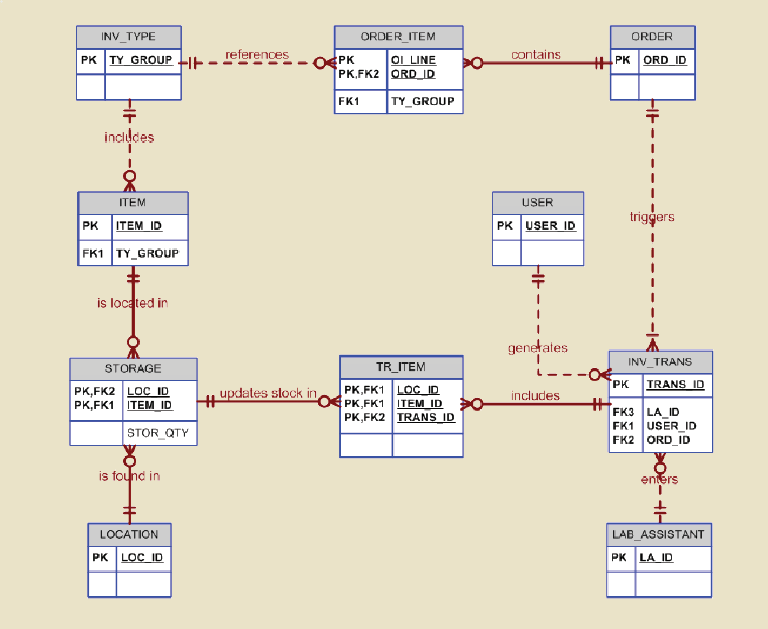 INV_TYPE
PK TY_GROUP
references
ORDER_ITEM
PK OI_LINE
PK,FK2 ORD_ID
FK1 TY_GROUP
contains
ORDER
PK ORD_ID
includes
triggers
ITEM
PK ITEM_ID
FK1 TY_GROUP
USER
PK USER_ID
is located in
generates
STORAGE
PK,FK2 LOC_ID
PK,FK1 ITEM_ID
STOR_QTY
updates stock in
TR_ITEM
PK,FK1 LOC_ID
PK,FK1 ITEM_ID
PK,FK2 TRANS_ID
includes
INV_TRANS
PK TRANS_ID
FK3 LA_ID
FK1 USER_ID
FK2 ORD_ID
is found in
enters
LOCATION
PK LOC_ID
LAB_ASSISTANT
PK LA_ID